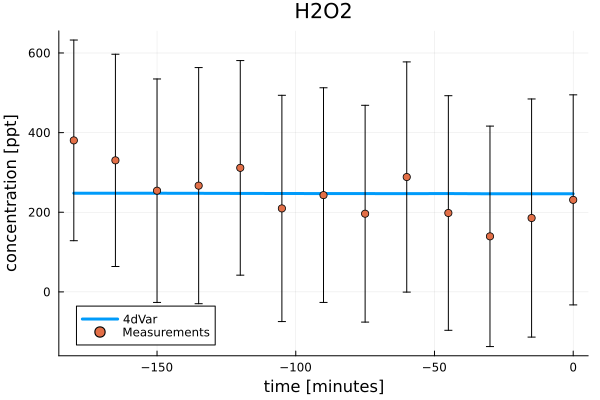 H2O2
concentration [ppt]
600
400
200
0
4dVar
Measurements
−150
−100
−50
0
time [minutes]